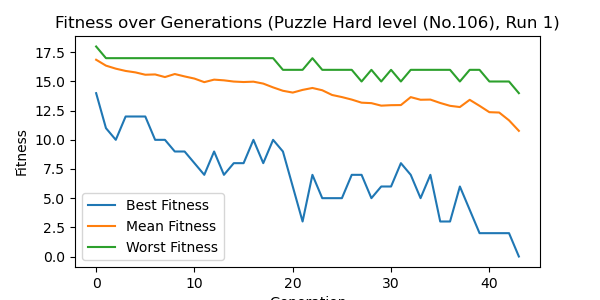 Fitness over Generations (Puzzle Hard level (No.106), Run 1)
17.5
15.0
12.5
10.0
7.5
5.0
2.5
0.0
Fitness
Best Fitness
Mean Fitness
Worst Fitness
0
10
20
30
40
Generation